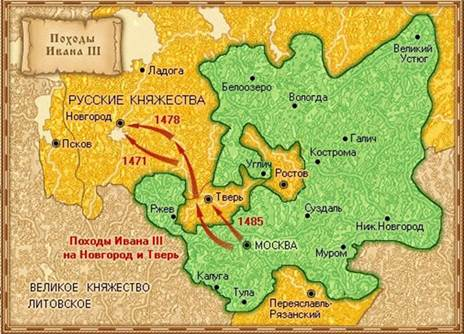 Походы
Ивана III
Великий
Устюг
Ладога
Белоозеро
Вологда
РУССКИЕ КНЯЖЕСТВА
Новгород
1478
Галич
Псков
1471
Кострома
Углич
Ростов
Тверь
Ржев
1485
Суздаль
Ниж.Новгород
Походы Ивана III
на Новгород и Тверь
МОСКВА
Муром
ВЕЛИКОЕ КНЯЖЕСТВО
ЛИТОВСКОЕ
Калуга
Тула
Переяславль-
Рязанский